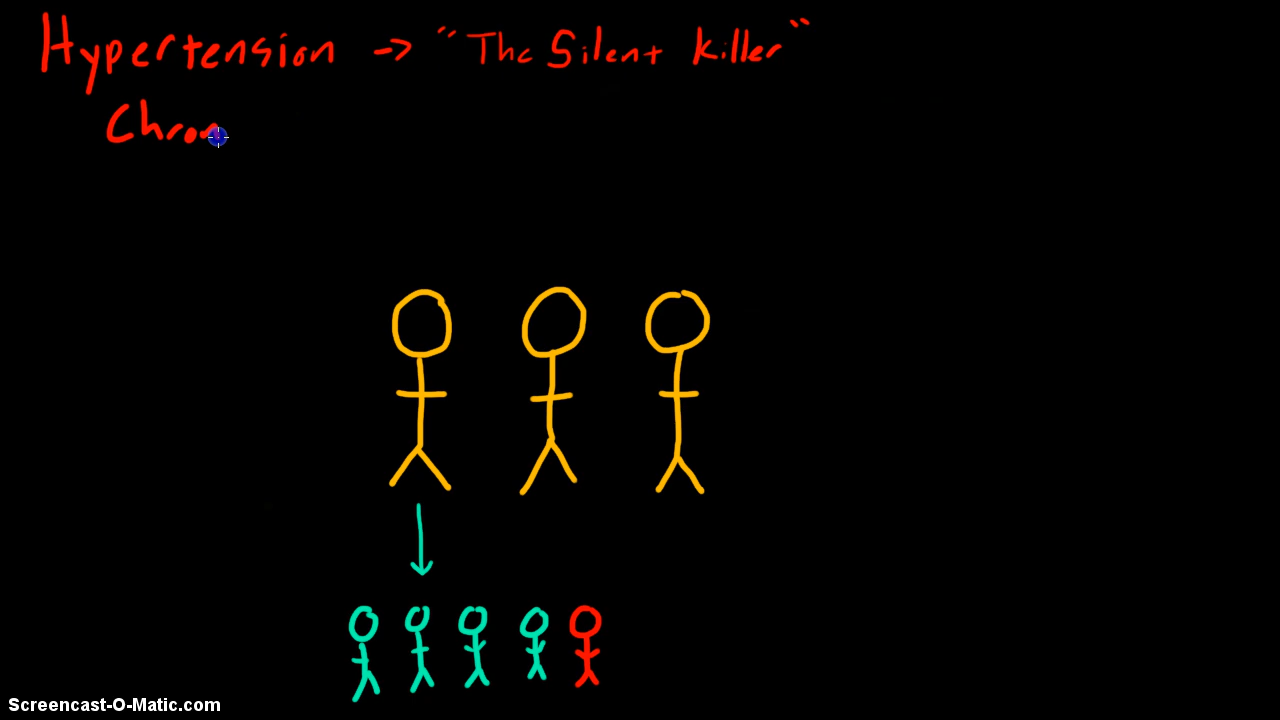 Hypertension → "The Silent Killer"
Chron
Screencast-O-Matic.com